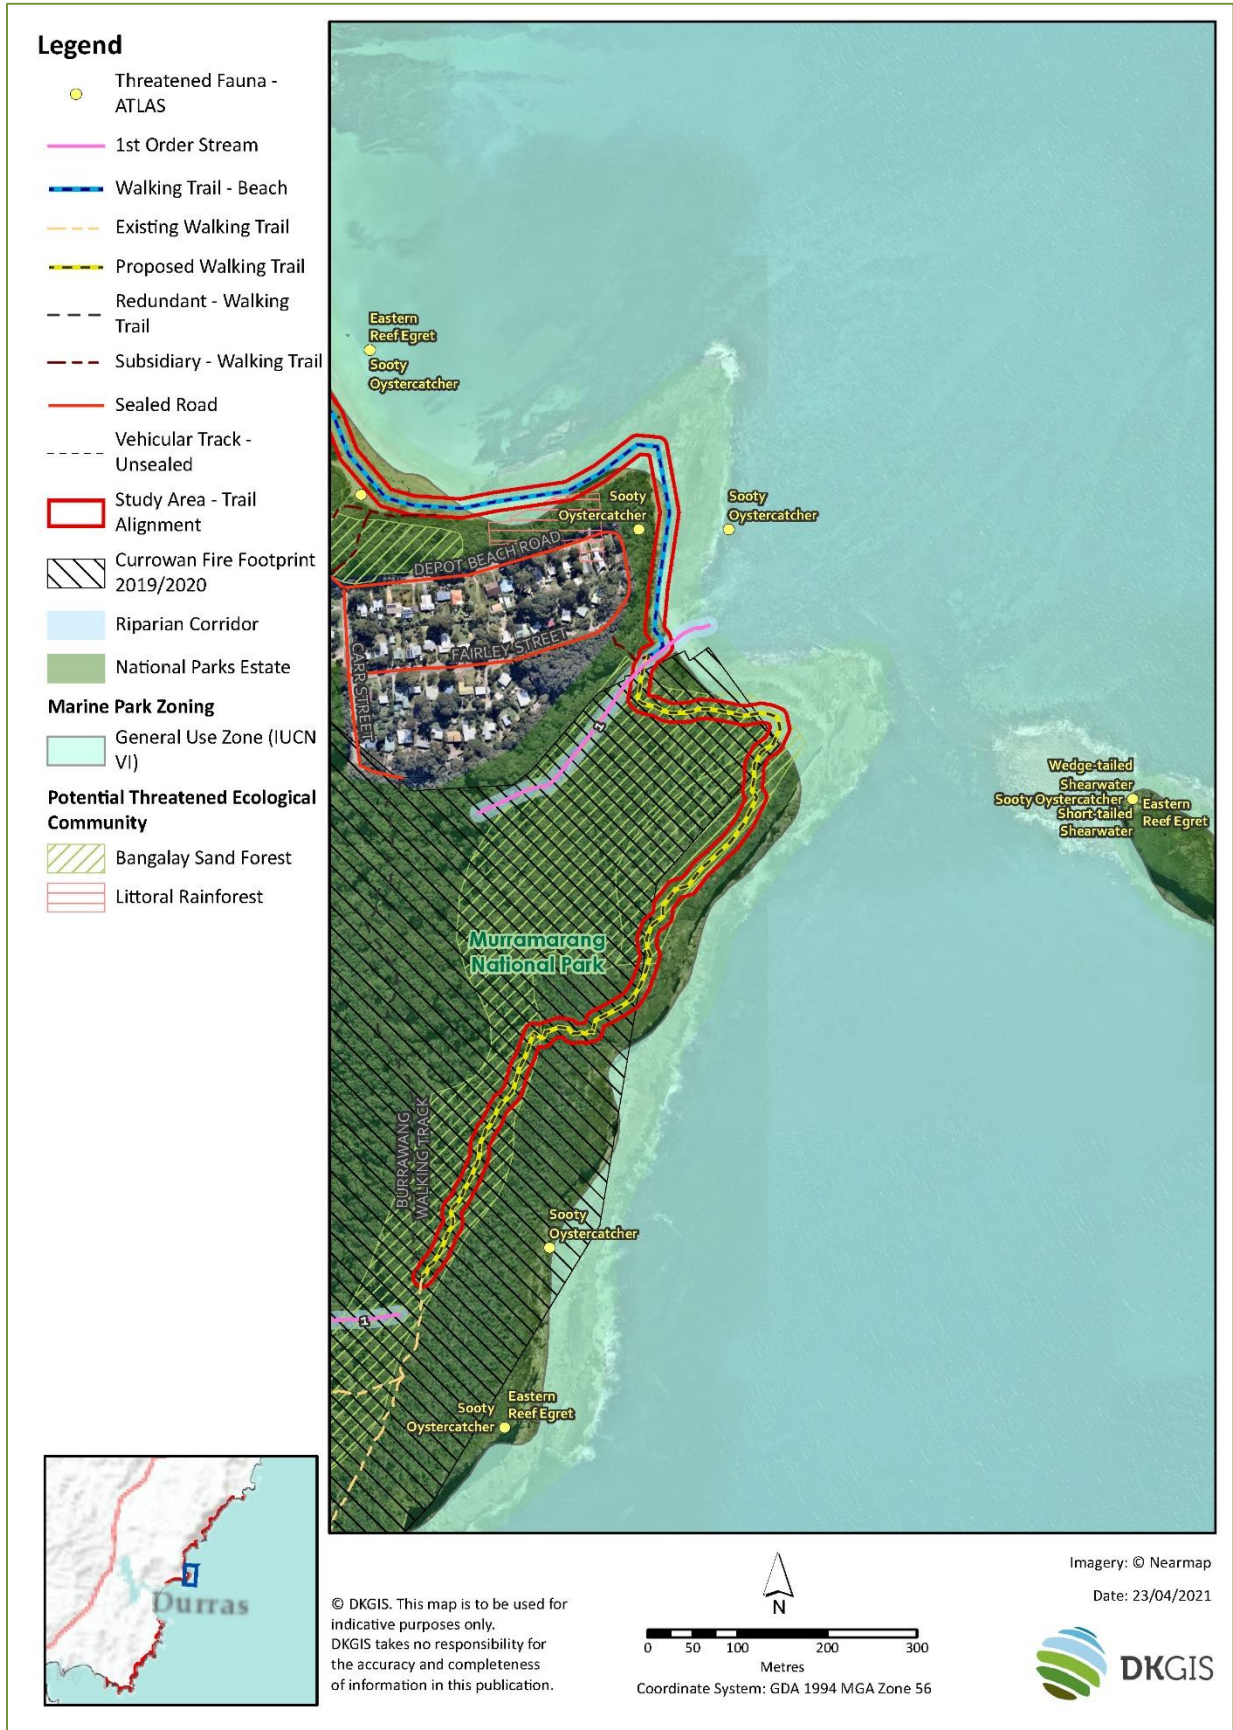 Legend
Threatened Fauna -
ATLAS
1st Order Stream
Walking Trail - Beach
Existing Walking Trail
Proposed Walking Trail
Redundant - Walking
Trail
Subsidiary - Walking Trail
Sealed Road
Vehicular Track -
Unsealed
Study Area - Trail
Alignment
Currowan Fire Footprint
2019/2020
Riparian Corridor
National Parks Estate
Marine Park Zoning
General Use Zone (IUCN
VI)
Potential Threatened Ecological
Community
Bangalay Sand Forest
Littoral Rainforest
Eastern
Reef Egret
Sooty
Oystercatcher
Sooty
Oystercatcher
Sooty
Oystercatcher
DEPOT BEACH ROAD
FAIRLEY STREET
CARR STREET
1
Wedge-tailed
Shearwater
Sooty Oystercatcher
Short-tailed
Shearwater
Eastern
Reef Egret
Murramarang
National Park
BURRAWANG
WALKING TRACK
Sooty
Oystercatcher
1
Sooty
Oystercatcher
Eastern
Reef Egret
Durras
© DKGIS. This map is to be used for
indicative purposes only.
DKGIS takes no responsibility for
the accuracy and completeness
of information in this publication.
N
0 50 100 200 300
Metres
Coordinate System: GDA 1994 MGA Zone 56
Imagery: © Nearmap
Date: 23/04/2021
DKGIS